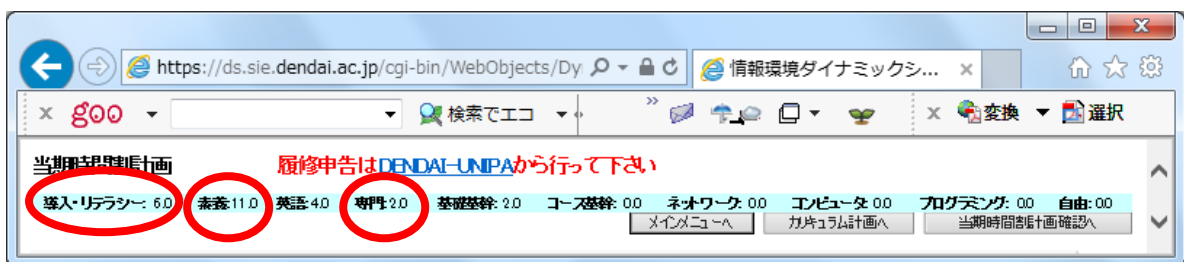 https://ds.sie.dendai.ac.jp/cgi-bin/WebObjects/Dy
情報環境ダイナミックシ...
goo
検索でエコ
変換
選択
当期時間割計画
履修申告はDENDAI-UNIPAから行って下さい
導入・リテラシー: 6.0 素養:11.0 英語:4.0 専門:2.0 基礎基幹: 2.0 コース基幹: 0.0 ネットワーク: 0.0 コンピュータ: 0.0 プログラミング: 0.0 自由: 0.0
メインメニューへ カリキュラム計画へ 当期時間割計画確認へ